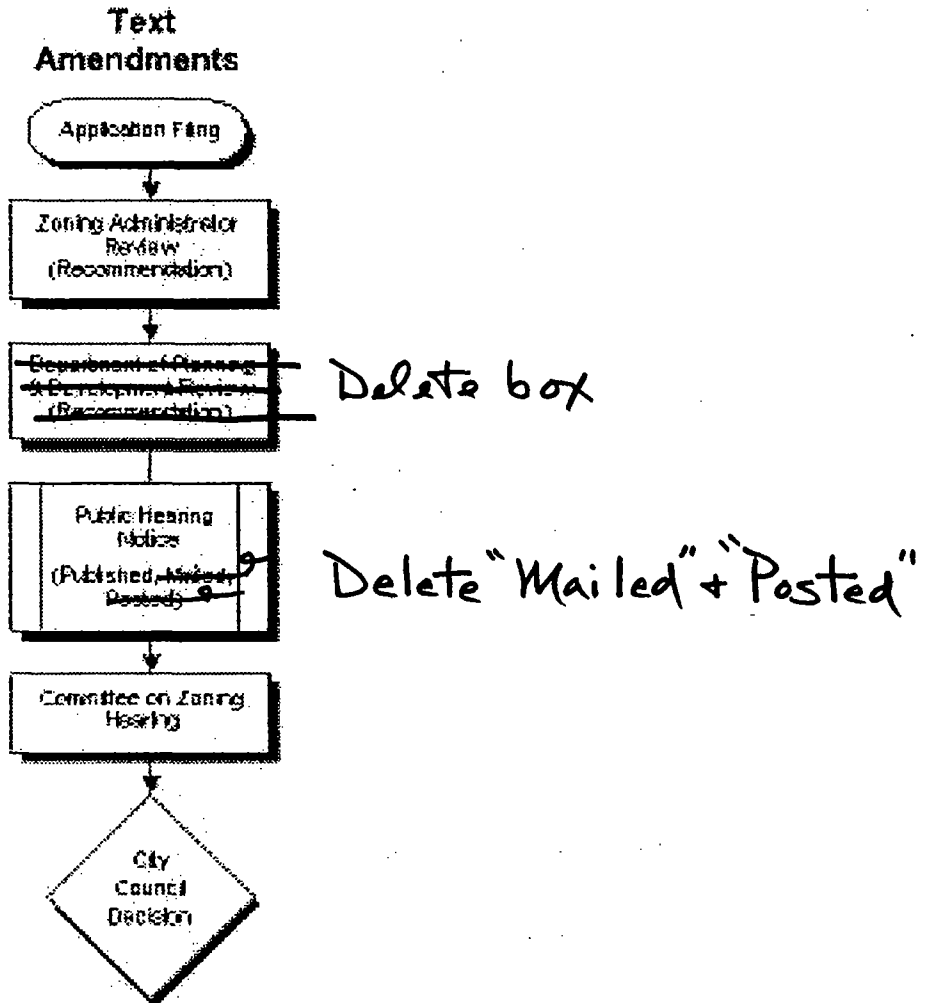 Text
Amendments
Application Filing
Zoning Administrator
Review
(Recommendation)
Department of Planning
& Development Review
(Recommendation)
Delete box
Public Hearing
Notice
(Published, Mailed,
Posted)
Delete "Mailed" + "Posted"
Committee on Zoning
Hearing
City
Council
Decision